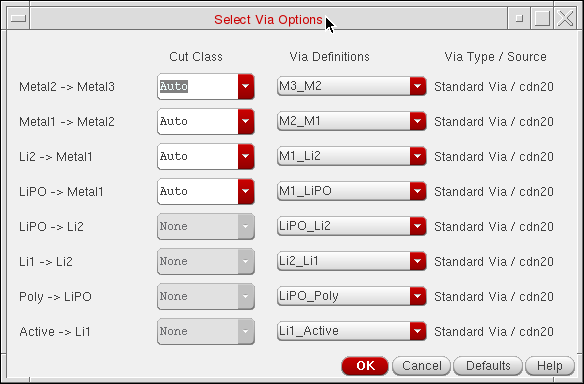 Select Via Options
Cut Class Via Definitions Via Type / Source
Metal2 -> Metal3 Auto M3_M2 Standard Via / cdn20
Metal1 -> Metal2 Auto M2_M1 Standard Via / cdn20
Li2 -> Metal1 Auto M1_Li2 Standard Via / cdn20
LiPO -> Metal1 Auto M1_LiPO Standard Via / cdn20
LiPO -> Li2 None LiPO_Li2 Standard Via / cdn20
Li1 -> Li2 None Li2_Li1 Standard Via / cdn20
Poly -> LiPO None LiPO_Poly Standard Via / cdn20
Active -> Li1 None Li1_Active Standard Via / cdn20
OK Cancel Defaults Help